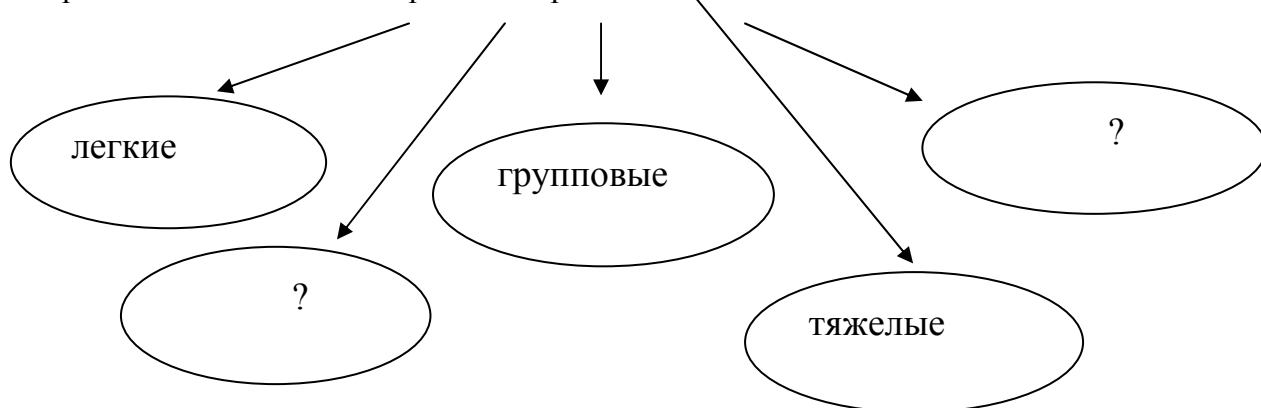 легкие
?
групповые
?
тяжелые